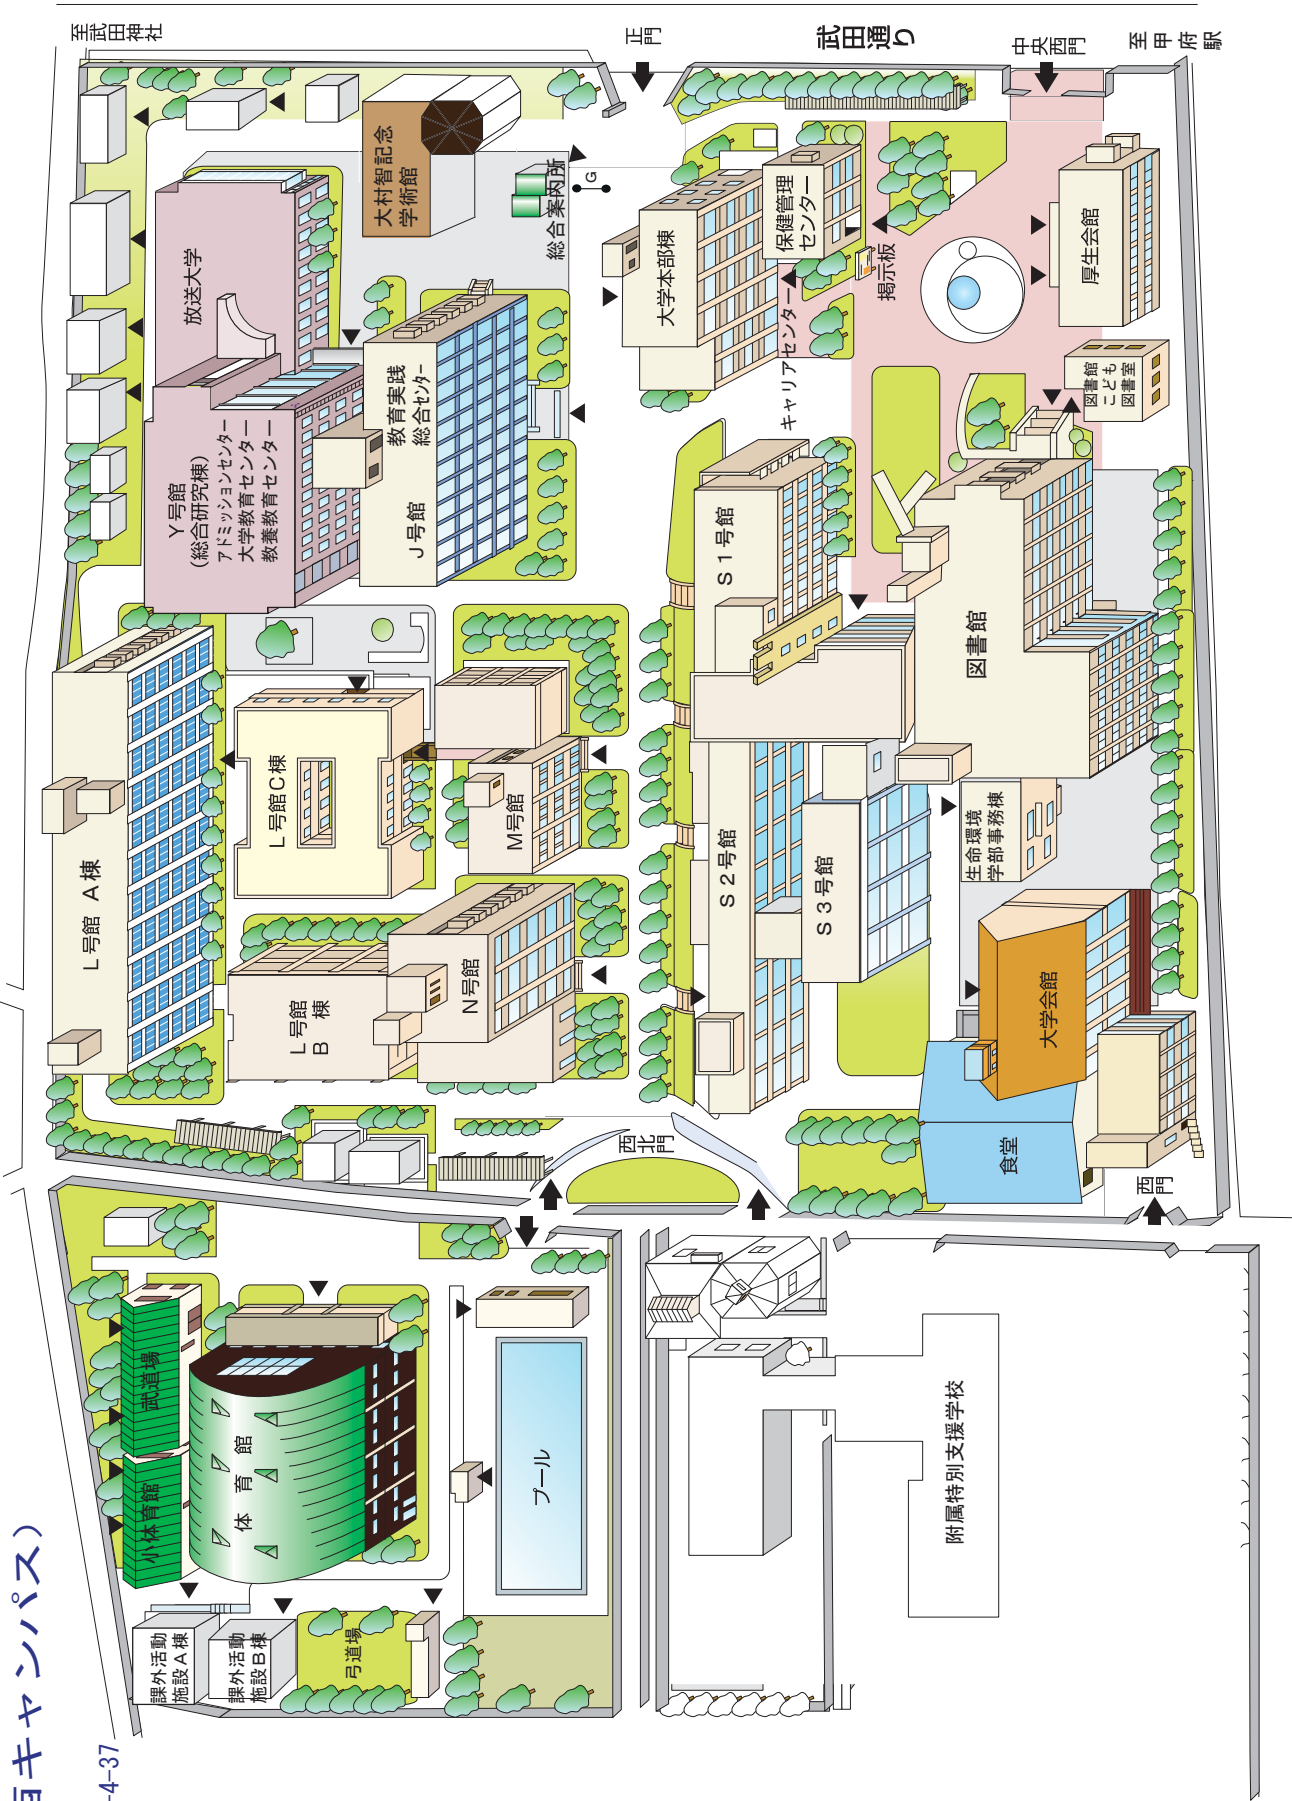 キャンパス)
-4-37
至武田神社
正門
武田通り
中央西門
至甲府駅
大村智記念
学術館
総合案内所
G
放送大学
Y号館
(総合研究棟)
アドミッションセンター
大学教育センター
教養教育センター
教育実践
総合センター
J号館
大学本部棟
保健管理
センター
キャリアセンター
掲示板
厚生会館
図書館
こども
図書室
図書館
S1号館
S2号館
S3号館
生命環境
学部事務棟
大学会館
食堂
L号館 A棟
L号館C棟
L号館
B棟
M号館
N号館
西北門
西門
武道場
小体育館
体育館
プール
課外活動
施設A棟
課外活動
施設B棟
弓道場
附属特別支援学校